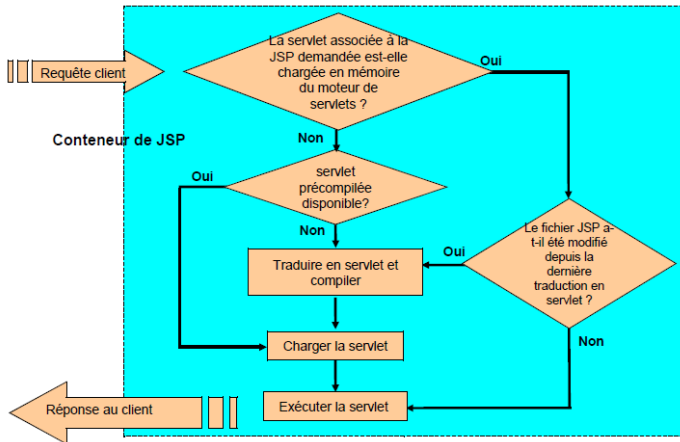 La servlet associée à la
JSP demandée est-elle
chargée en mémoire
du moteur de
servlets ?
Oui
Requête client
Conteneur de JSP
Non
Oui
servlet
précompilée
disponible?
Non
Le fichier JSP a-
t-il été modifié
depuis la
dernière
traduction en
servlet ?
Oui
Traduire en servlet et
compiler
Non
Charger la servlet
Réponse au client
Exécuter la servlet